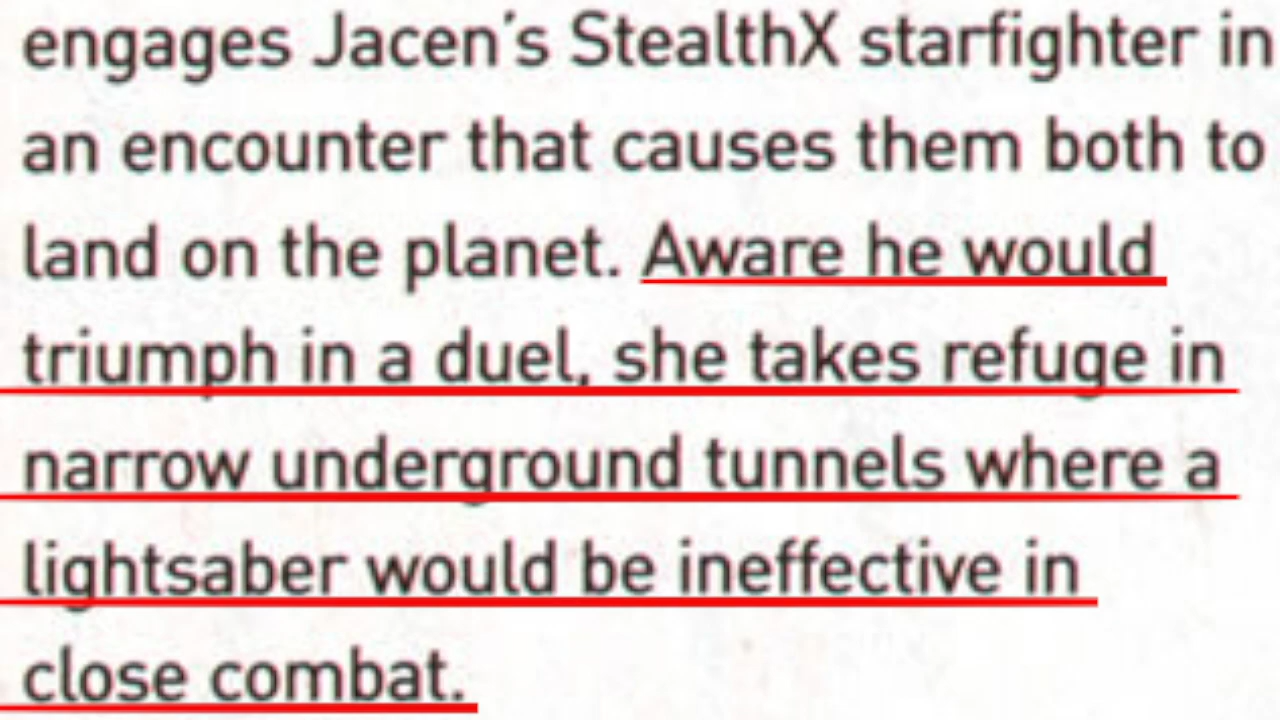 engages Jacen's StealthX starfighter in
an encounter that causes them both to
land on the planet. Aware he would
triumph in a duel, she takes refuge in
narrow underground tunnels where a
lightsaber would be ineffective in
close combat.